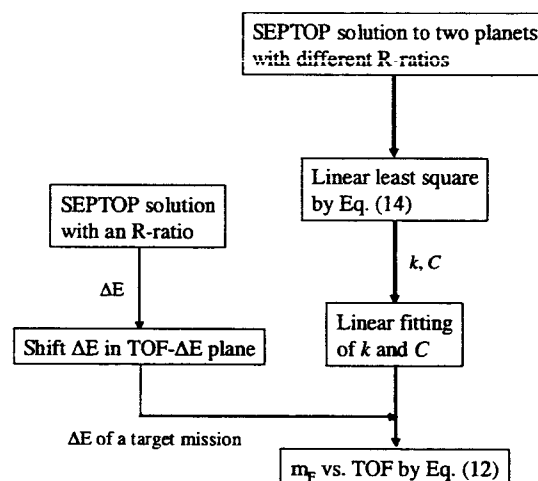 SEPTOP solution to two planets
with different R-ratios
Linear least square
by Eq. (14)
SEPTOP solution
with an R-ratio
k, C
ΔE
Linear fitting
of k and C
Shift ΔE in TOF-ΔE plane
ΔE of a target mission
m_F vs. TOF by Eq. (12)